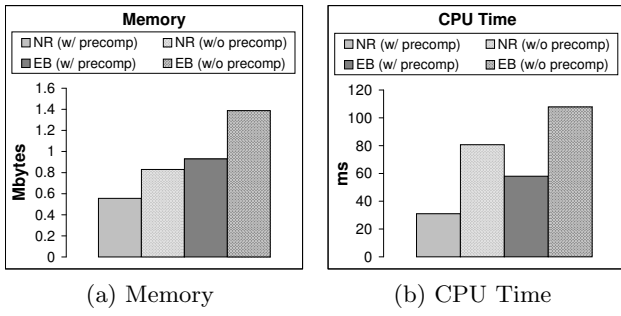 Memory
NR (w/ precomp) NR (w/o precomp)
EB (w/ precomp) EB (w/o precomp)
Mbytes
1.6
1.4
1.2
1
0.8
0.6
0.4
0.2
0
(a) Memory
CPU Time
NR (w/ precomp) NR (w/o precomp)
EB (w/ precomp) EB (w/o precomp)
ms
120
100
80
60
40
20
0
(b) CPU Time